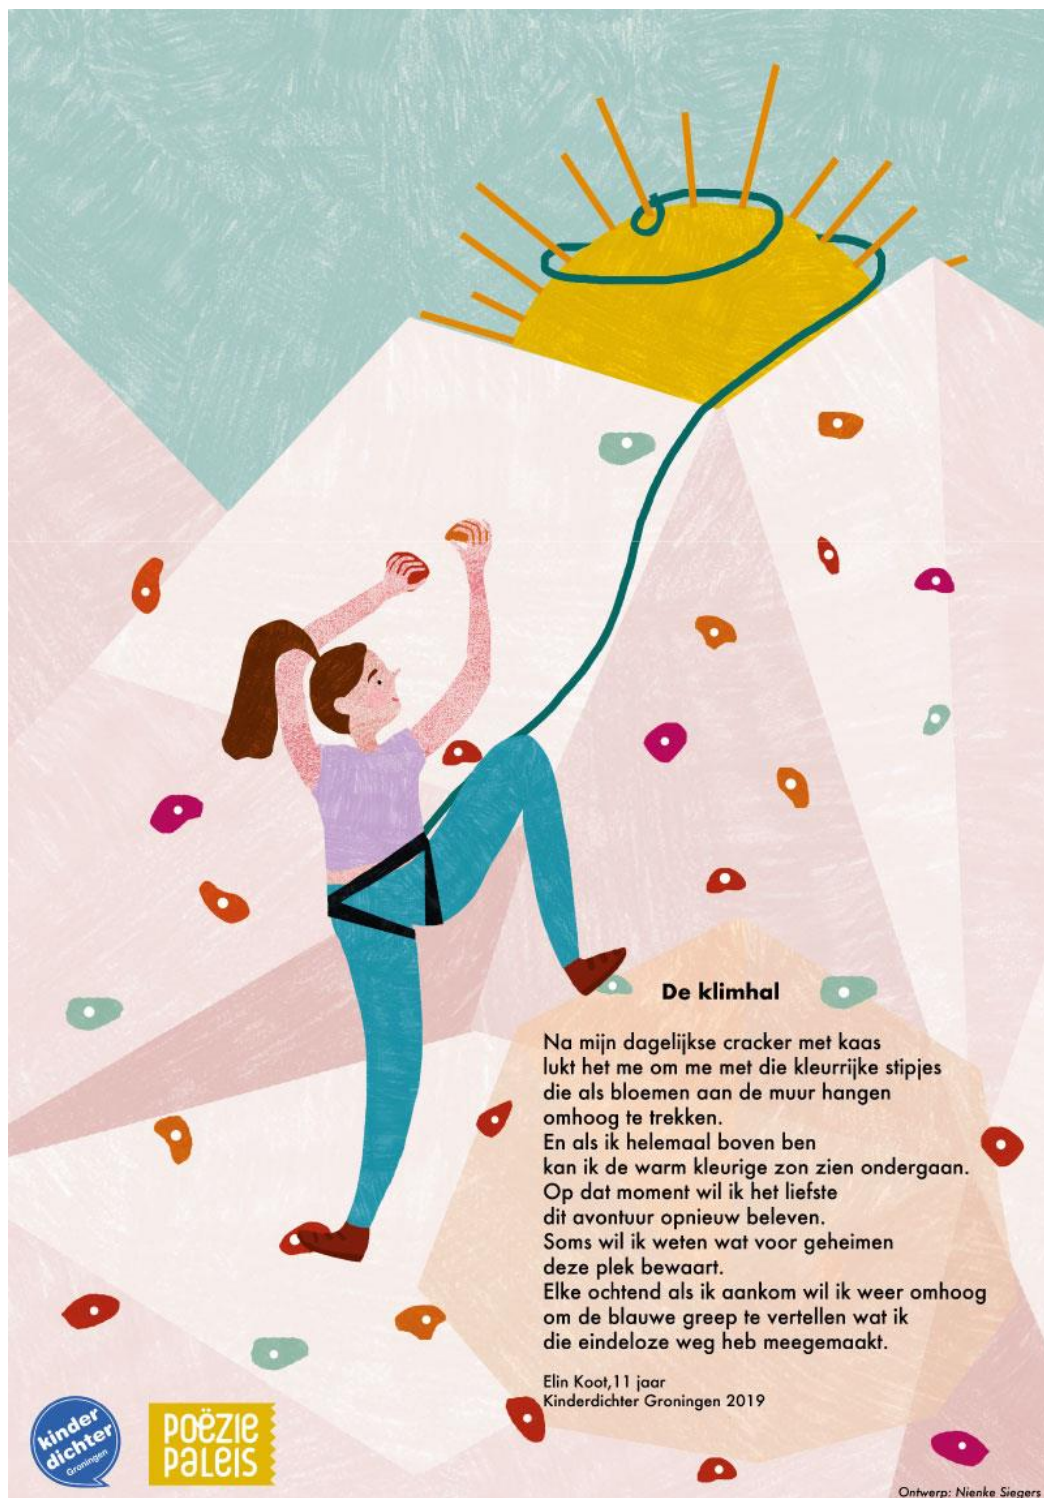 De klimhal
Na mijn dagelijkse cracker met kaas
lukt het me om me met die kleurrijke stipjes
die als bloemen aan de muur hangen
omhoog te trekken.
En als ik helemaal boven ben
kan ik de warm kleurige zon zien ondergaan.
Op dat moment wil ik het liefste
dit avontuur opnieuw beleven.
Soms wil ik weten wat voor geheimen
deze plek bewaart.
Elke ochtend als ik aankom wil ik weer omhoog
om de blauwe greep te vertellen wat ik
die eindeloze weg heb meegemaakt.
Elin Koot,11 jaar
Kinderdichter Groningen 2019
kinder
dichter
Groningen
POëZIE
PALEIS
Ontwerp: Nienke Siegers